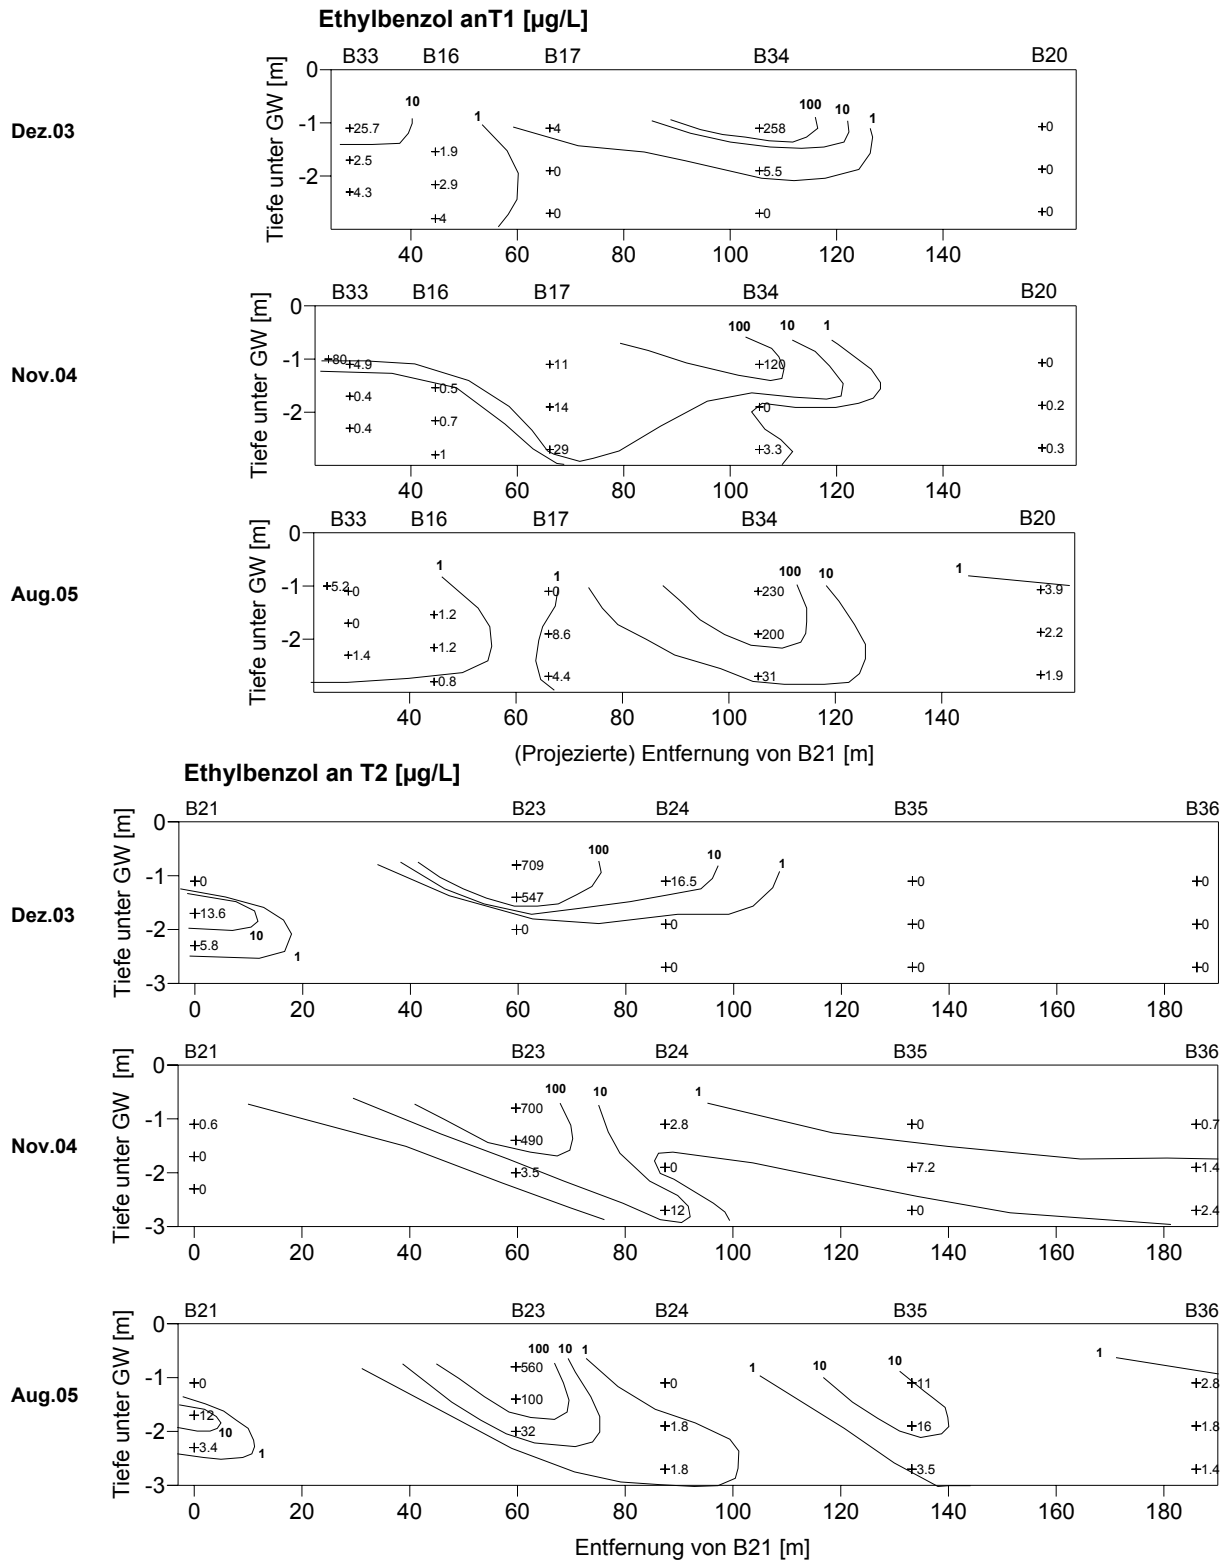 Ethylbenzol anT1 [µg/L]
B33 B16 B17 B34 B20
Dez.03
Tiefe unter GW [m]
0
-1
-2
10 1 100 10 1
+25.7 +4 +258 +0
+2.5 +1.9 +0 +5.5 +0
+4.3 +2.9
+4 +0 +0 +0
40 60 80 100 120 140
B33 B16 B17 B34 B20
Nov.04
Tiefe unter GW [m]
0
-1
-2
100 10 1
+80 +4.9 +11 +120 +0
+0.4 +0.5 +14 +0 +0.2
+0.3 +0.7
+1 +29 +3.3 +0.3
40 60 80 100 120 140
B33 B16 B17 B34 B20
Aug.05
Tiefe unter GW [m]
0
-1
-2
1 1 100 10 1
+5.2 +0 +0 +230 +3.9
+0 +1.2 +8.6 +200 +2.2
+1.4 +1.2
+0.8 +4.4 +31 +1.9
40 60 80 100 120 140
(Projezierte) Entfernung von B21 [m]
Ethylbenzol an T2 [µg/L]
B21 B23 B24 B35 B36
Dez.03
Tiefe unter GW [m]
0
-1
-2
-3
100 10 1
+709
+0 +547 +16.5 +0 +0
+13.6 +0 +0 +0 +0
10
+5.8 1
+0 +0 +0
0 20 40 60 80 100 120 140 160 180
B21 B23 B24 B35 B36
Nov.04
Tiefe unter GW [m]
0
-1
-2
-3
100 10 1
+700
+0.6 +490 +2.8 +0 +0.7
+0 +3.5 +0 +7.2 +1.4
+0
+12 +0 +2.4
0 20 40 60 80 100 120 140 160 180
B21 B23 B24 B35 B36
Aug.05
Tiefe unter GW [m]
0
-1
-2
-3
100 10 1 1 10 10 1
+560
+0 +100 +0 +11 +2.8
+12 +32 +1.8 +16 +1.8
10
+3.4 1
+1.8 +3.5 +1.4
0 20 40 60 80 100 120 140 160 180
Entfernung von B21 [m]